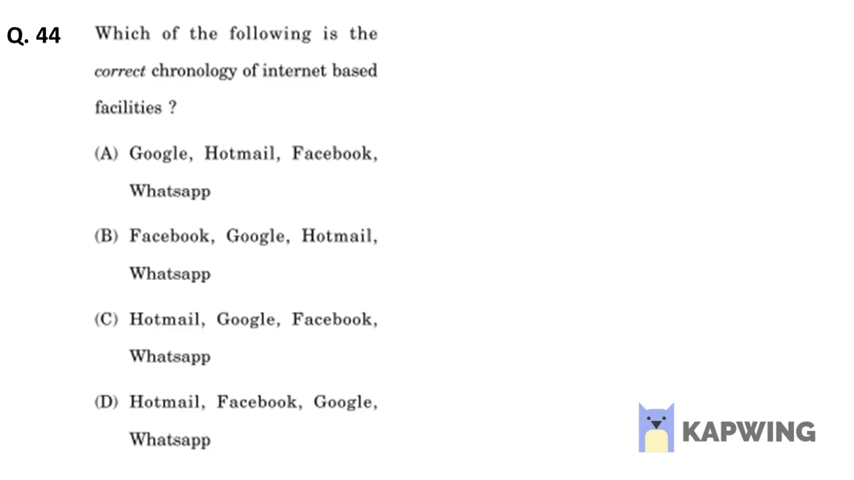 Q. 44
Which of the following is the
correct chronology of internet based
facilities ?
(A) Google, Hotmail, Facebook,
Whatsapp
(B) Facebook, Google, Hotmail,
Whatsapp
(C) Hotmail, Google, Facebook,
Whatsapp
(D) Hotmail, Facebook, Google,
Whatsapp
KAPWING